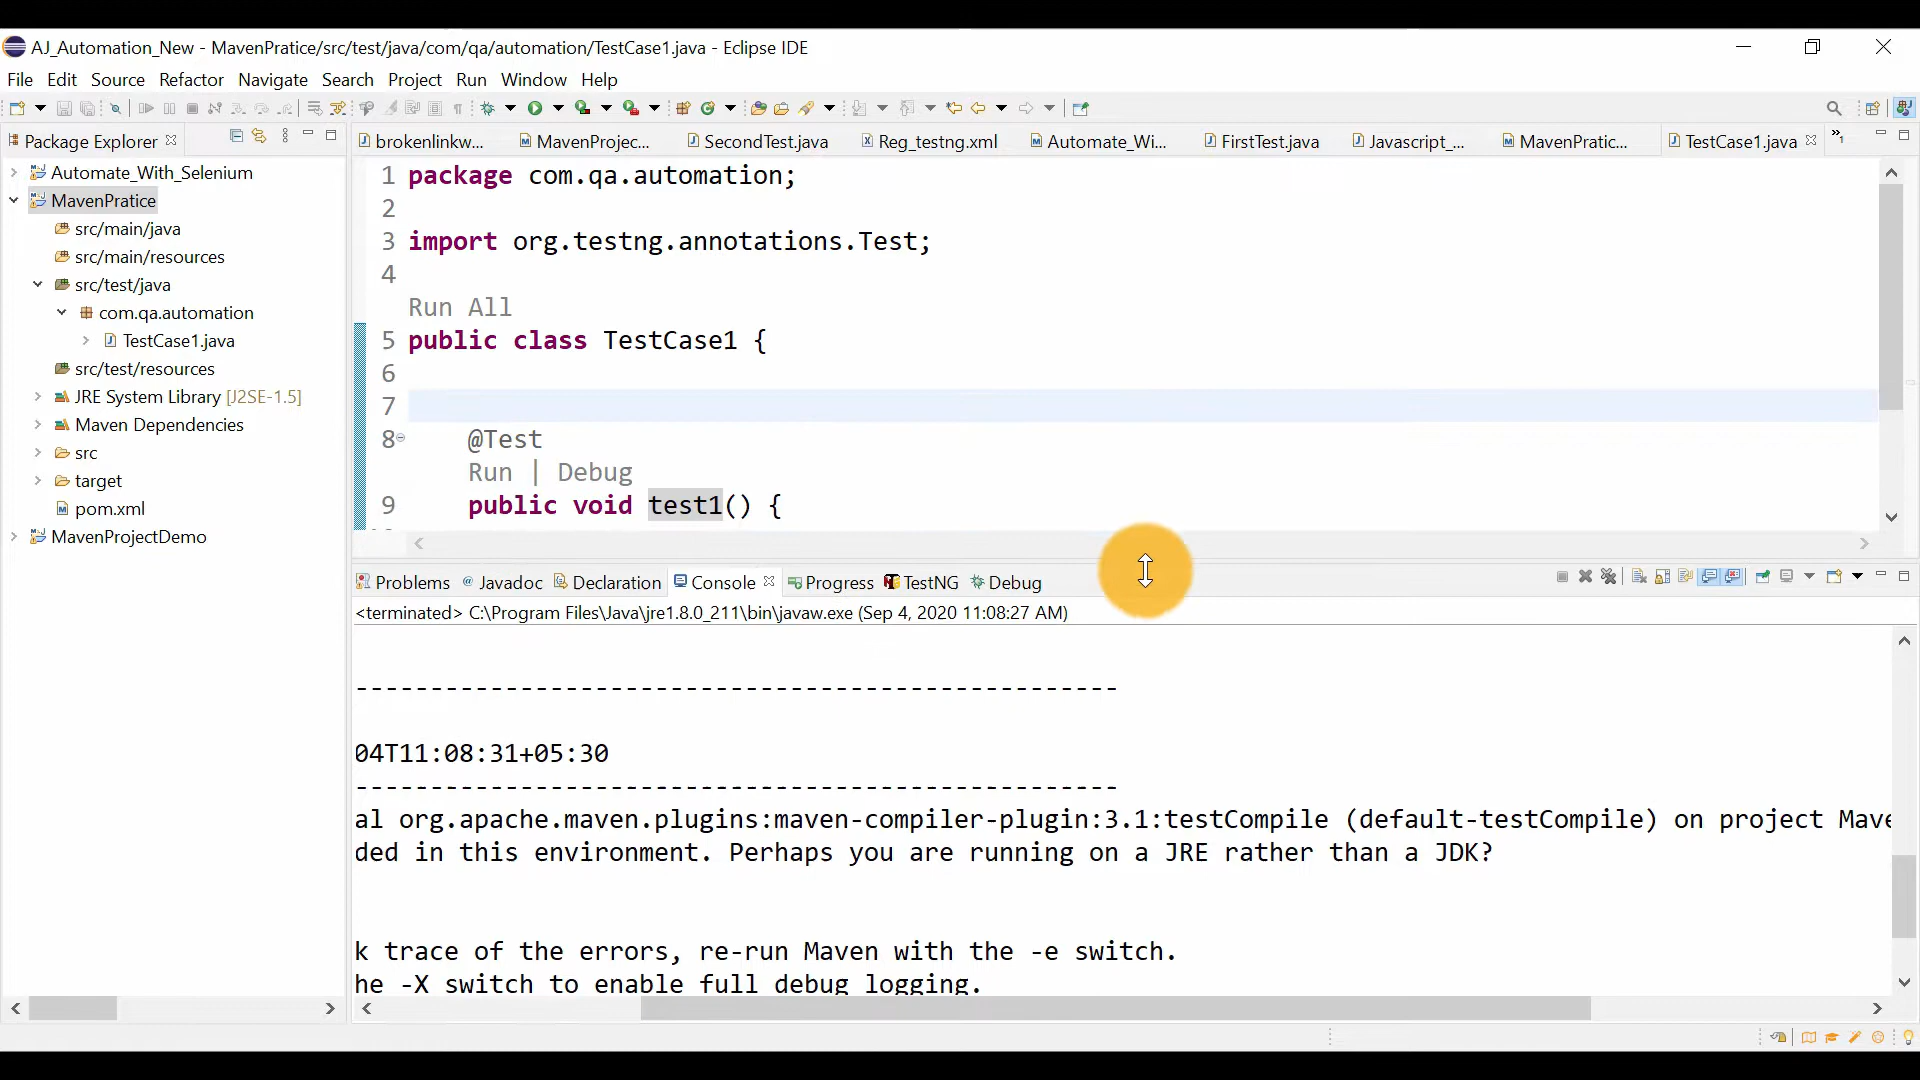 AJ_Automation_New - MavenPratice/src/test/java/com/qa/automation/TestCase1.java - Eclipse IDE
File Edit Source Refactor Navigate Search Project Run Window Help
Package Explorer
brokenlinkw... MavenProjec... SecondTest.java Reg_testng.xml Automate_Wi... FirstTest.java Javascript_... MavenPratic... TestCase1.java »1
Automate_With_Selenium
MavenPratice
src/main/java
src/main/resources
src/test/java
com.qa.automation
TestCase1.java
src/test/resources
JRE System Library [J2SE-1.5]
Maven Dependencies
src
target
pom.xml
MavenProjectDemo
1 package com.qa.automation;
2
3 import org.testng.annotations.Test;
4
Run All
5 public class TestCase1 {
6
7
8 @Test
Run | Debug
9 public void test1() {
Problems Javadoc Declaration Console Progress TestNG Debug
<terminated> C:\Program Files\Java\jre1.8.0_211\bin\javaw.exe (Sep 4, 2020 11:08:27 AM)
---------------------------------------------------
04T11:08:31+05:30
---------------------------------------------------
al org.apache.maven.plugins:maven-compiler-plugin:3.1:testCompile (default-testCompile) on project Mave
ded in this environment. Perhaps you are running on a JRE rather than a JDK?
k trace of the errors, re-run Maven with the -e switch.
he -X switch to enable full debug logging.